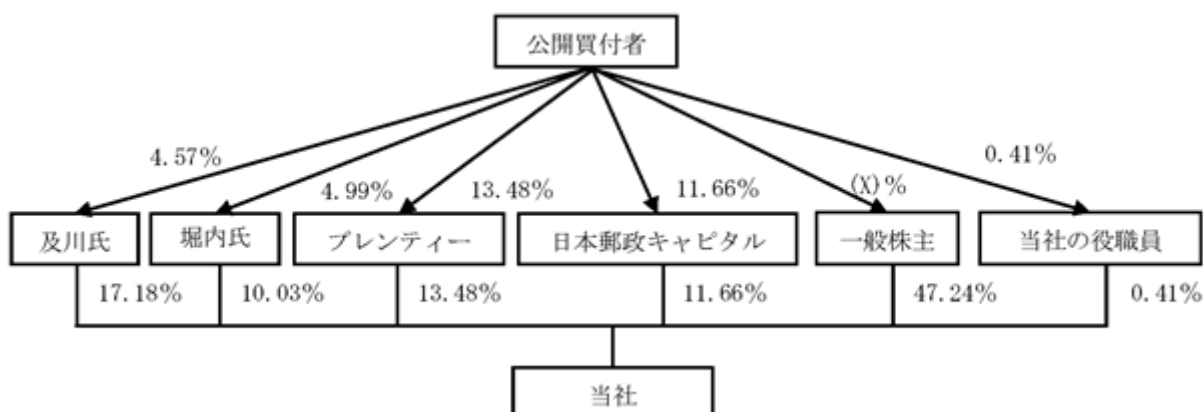 公開買付者
4.57%
4.99%
13.48%
11.66%
(X)%
0.41%
及川氏
堀内氏
プレンティー
日本郵政キャピタル
一般株主
当社の役職員
17.18%
10.03%
13.48%
11.66%
47.24%
0.41%
当社